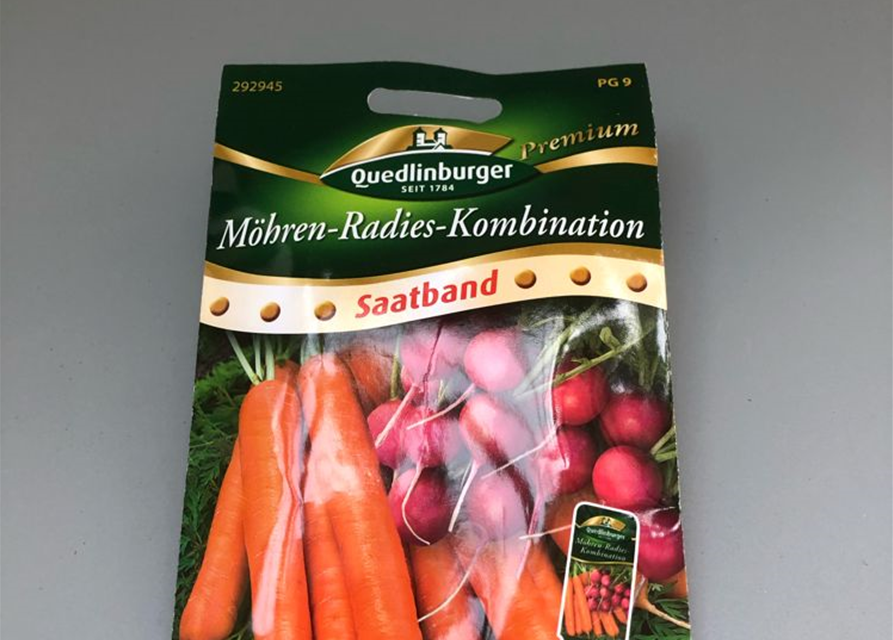 292945
PG 9
Premium
Quedlinburger
SEIT 1784
Möhren-Radies-Kombination
Saatband
Quedlinburger
Möhren-Radies-
Kombination